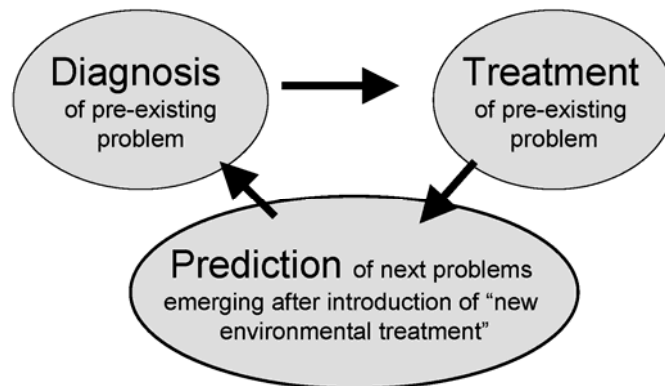 Diagnosis
of pre-existing
problem
Treatment
of pre-existing
problem
Prediction of next problems
emerging after introduction of “new
environmental treatment”